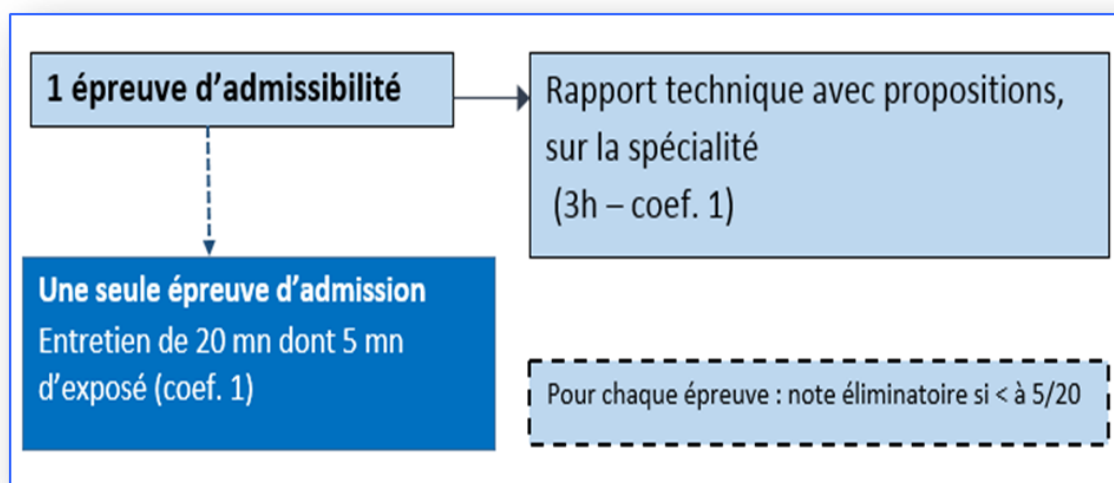 1 épreuve d’admissibilité
Rapport technique avec propositions,
sur la spécialité
(3h – coef. 1)
Une seule épreuve d’admission
Entretien de 20 mn dont 5 mn
d’exposé (coef. 1)
Pour chaque épreuve : note éliminatoire si < à 5/20